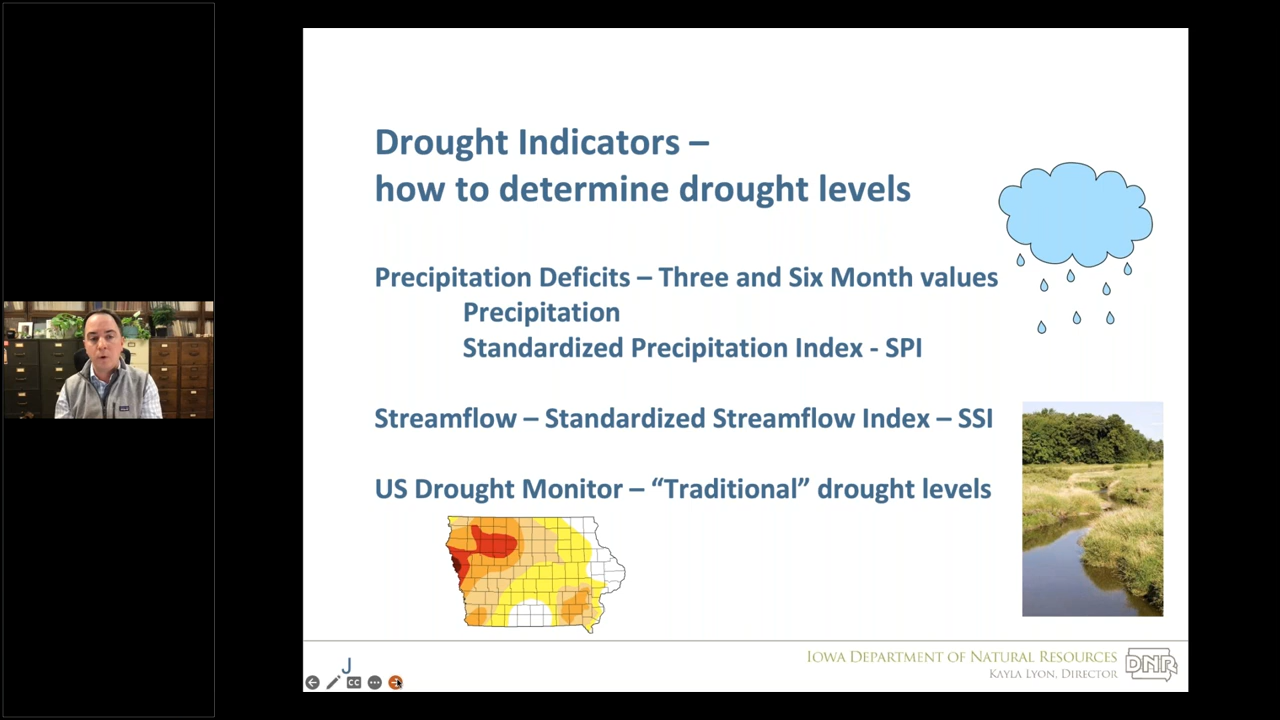 Drought Indicators –
how to determine drought levels
Precipitation Deficits – Three and Six Month values
Precipitation
Standardized Precipitation Index - SPI
Streamflow – Standardized Streamflow Index – SSI
US Drought Monitor – “Traditional” drought levels
J
CC
Iowa Department of Natural Resources
Kayla Lyon, Director
DNR